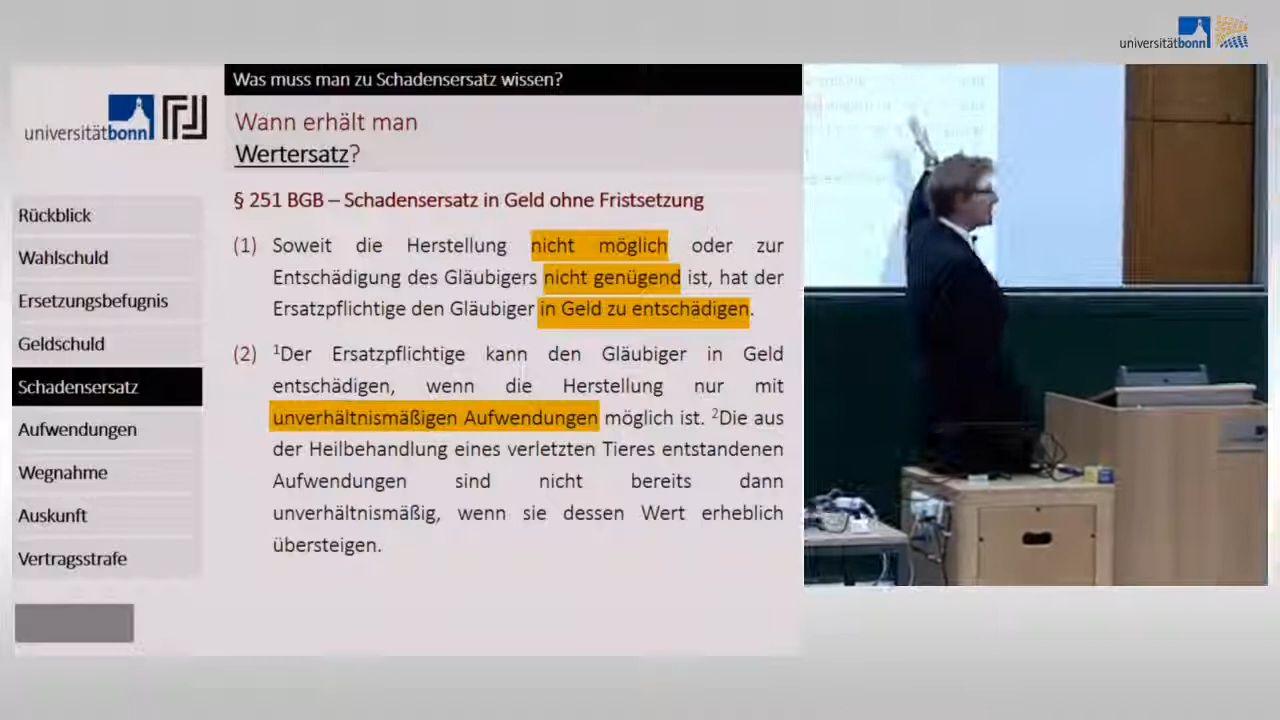 universitätbonn
universitätbonn
Was muss man zu Schadensersatz wissen?
Wann erhält man
Wertersatz?
Rückblick
Wahlschuld
Ersetzungsbefugnis
Geldschuld
Schadensersatz
Aufwendungen
Wegnahme
Auskunft
Vertragsstrafe
§ 251 BGB – Schadensersatz in Geld ohne Fristsetzung
(1) Soweit die Herstellung nicht möglich oder zur
Entschädigung des Gläubigers nicht genügend ist, hat der
Ersatzpflichtige den Gläubiger in Geld zu entschädigen.
(2) ¹Der Ersatzpflichtige kann den Gläubiger in Geld
entschädigen, wenn die Herstellung nur mit
unverhältnismäßigen Aufwendungen möglich ist. ²Die aus
der Heilbehandlung eines verletzten Tieres entstandenen
Aufwendungen sind nicht bereits dann
unverhältnismäßig, wenn sie dessen Wert erheblich
übersteigen.